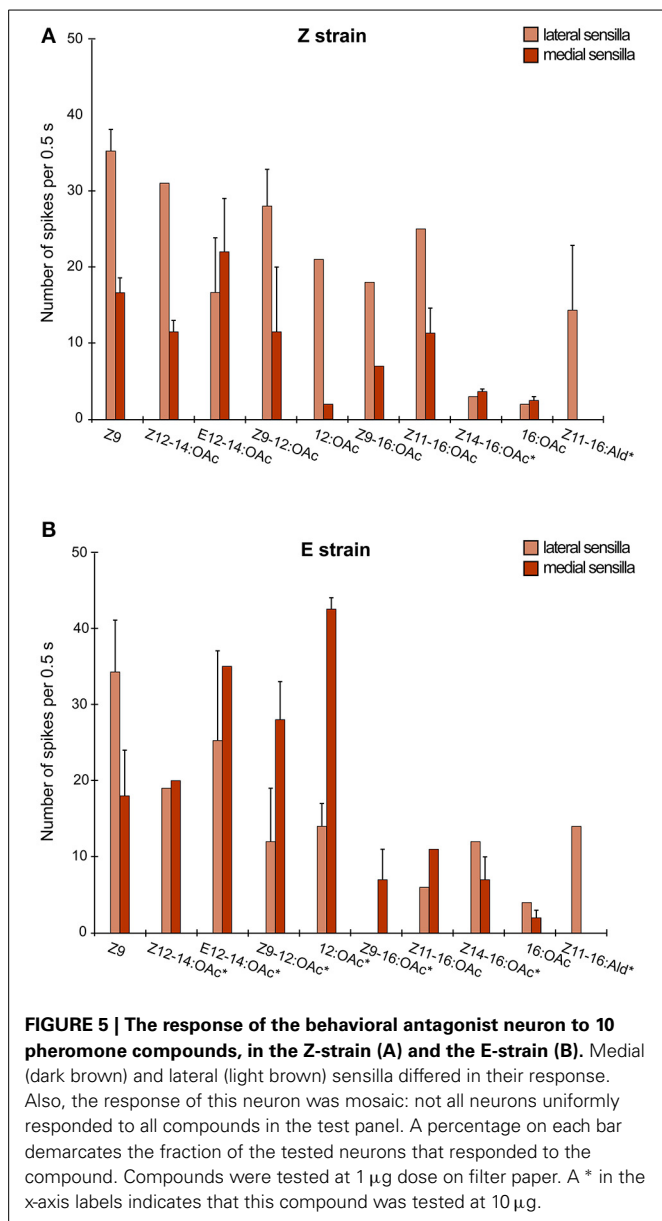 A
Z strain
lateral sensilla
medial sensilla
Number of spikes per 0.5 s
50
40
30
20
10
0
Z9
Z12-14:OAc
E12-14:OAc
Z9-12:OAc
12:OAc
Z9-16:OAc
Z11-16:OAc
Z14-16:OAc*
16:OAc
Z11-16:Ald*
B
E strain
lateral sensilla
medial sensilla
Number of spikes per 0.5 s
50
40
30
20
10
0
Z9
Z12-14:OAc*
E12-14:OAc*
Z9-12:OAc*
12:OAc*
Z9-16:OAc*
Z11-16:OAc
Z14-16:OAc*
16:OAc
Z11-16:Ald*
FIGURE 5 | The response of the behavioral antagonist neuron to 10
pheromone compounds, in the Z-strain (A) and the E-strain (B). Medial
(dark brown) and lateral (light brown) sensilla differed in their response.
Also, the response of this neuron was mosaic: not all neurons uniformly
responded to all compounds in the test panel. A percentage on each bar
demarcates the fraction of the tested neurons that responded to the
compound. Compounds were tested at 1 μg dose on filter paper. A * in the
x-axis labels indicates that this compound was tested at 10 μg.